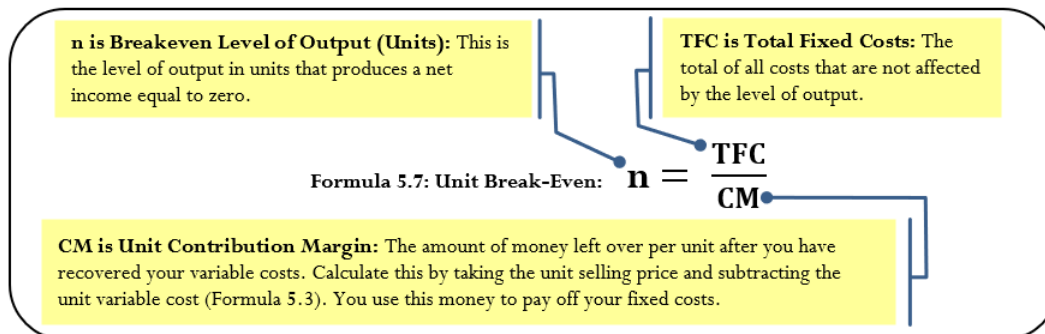 n is Breakeven Level of Output (Units): This is
the level of output in units that produces a net
income equal to zero.
TFC is Total Fixed Costs: The
total of all costs that are not affected
by the level of output.
Formula 5.7: Unit Break-Even: n = TFC
CM
CM is Unit Contribution Margin: The amount of money left over per unit after you have
recovered your variable costs. Calculate this by taking the unit selling price and subtracting the
unit variable cost (Formula 5.3). You use this money to pay off your fixed costs.